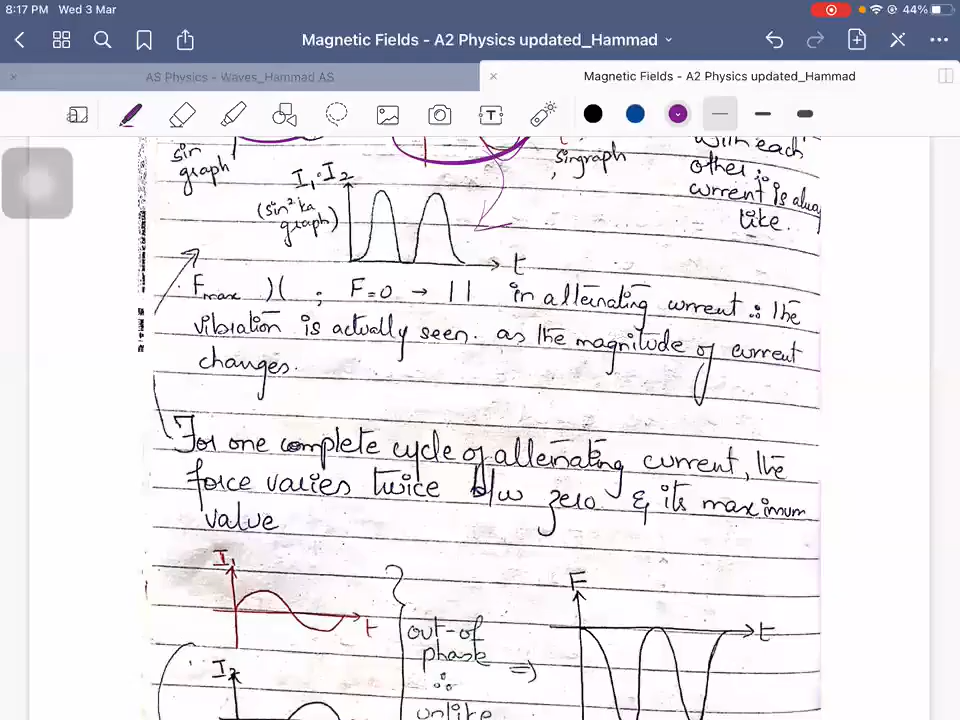 8:17 PM Wed 3 Mar
44%
Magnetic Fields - A2 Physics updated_Hammad
AS Physics - Waves_Hammad AS
Magnetic Fields - A2 Physics updated_Hammad
sin
graph
singraph
with each
other ∴
current is alway
like.
I₁·I₂
(sin² ka
graph)
t
Fmax )( ; F=0 → || in alternating current ∴ the
vibration is actually seen. as the magnitude of current
changes.
For one complete cycle of alternating current, the
force varies twice b/w zero & its maximum
value
I₁
t
I₂
out-of
phase
∴
unlike
⇒
F
t